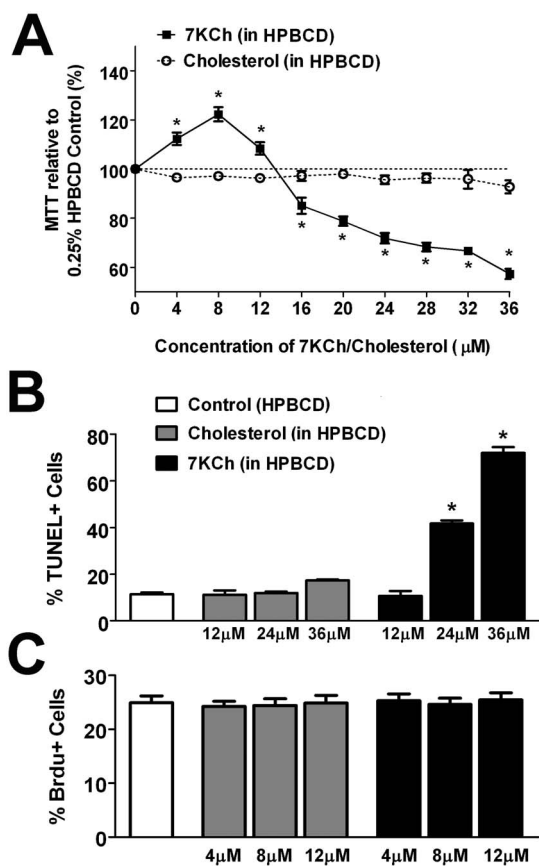 A
7KCh (in HPBCD)
Cholesterol (in HPBCD)
MTT relative to
0.25% HPBCD Control (%)
140
120
100
80
60
* * * * * * * * *
0 4 8 12 16 20 24 28 32 36
Concentration of 7KCh/Cholesterol ( μM)
B
Control (HPBCD)
Cholesterol (in HPBCD)
7KCh (in HPBCD)
% TUNEL+ Cells
80
60
40
20
0
* *
12μM 24μM 36μM 12μM 24μM 36μM
C
% Brdu+ Cells
30
20
10
0
4μM 8μM 12μM 4μM 8μM 12μM